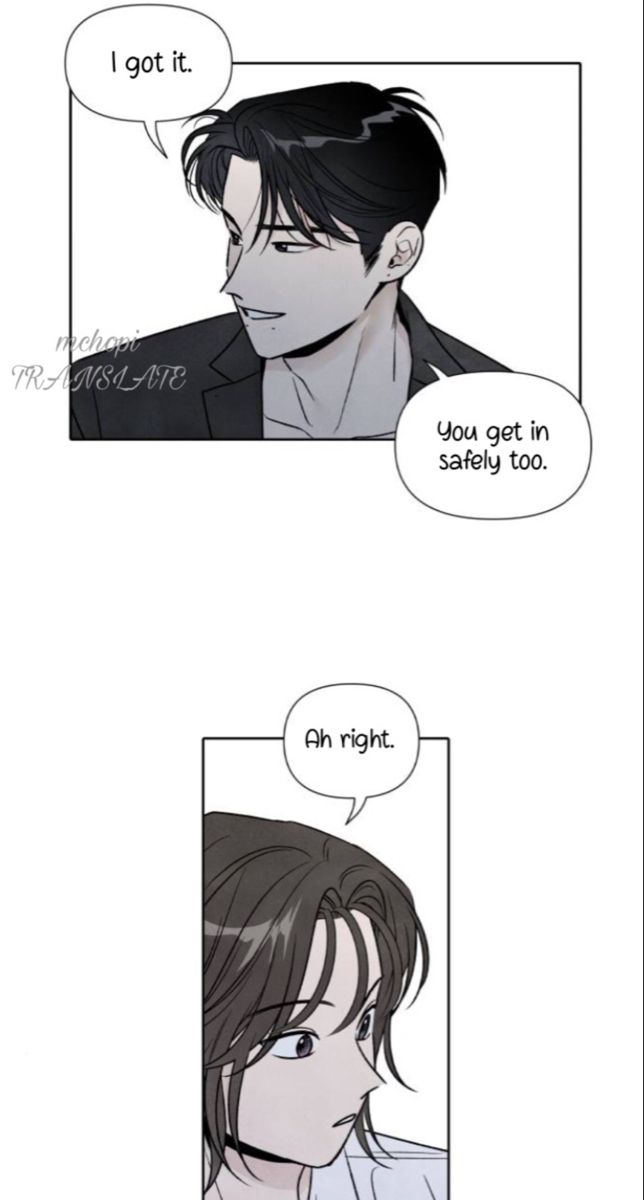 I got it.
mchopi
TRANSLATE
You get in
safely too.
Ah right.